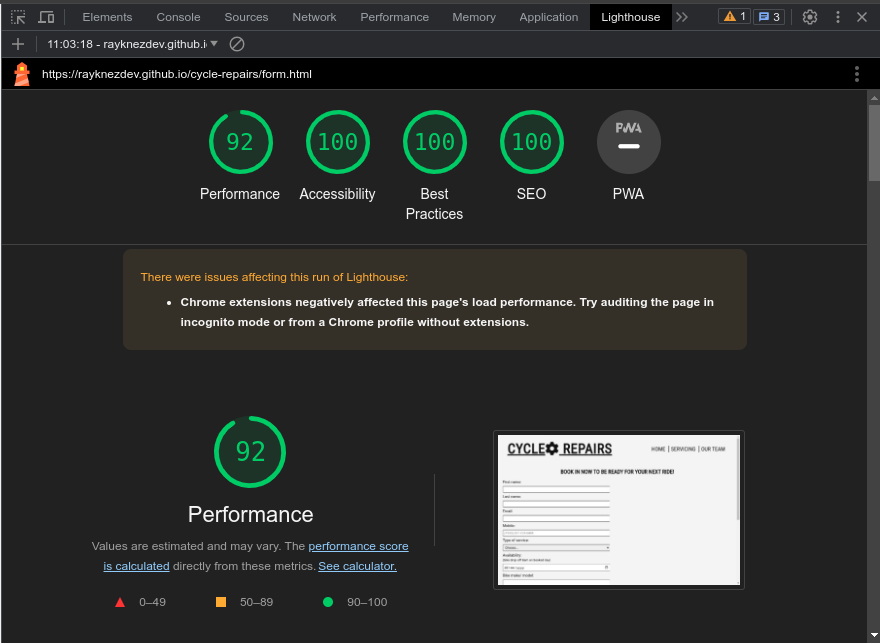 Elements Console Sources Network Performance Memory Application Lighthouse 1 3
11:03:18 - rayknezdev.github.i
https://rayknezdev.github.io/cycle-repairs/form.html
92 100 100 100 PWA
Performance Accessibility Best Practices SEO PWA
There were issues affecting this run of Lighthouse:
• Chrome extensions negatively affected this page's load performance. Try auditing the page in
incognito mode or from a Chrome profile without extensions.
92
Performance
Values are estimated and may vary. The performance score
is calculated directly from these metrics. See calculator.
0–49 50–89 90–100
CYCLE REPAIRS HOME SERVICING OUR TEAM
BOOK IN NOW TO BE READY FOR YOUR NEXT RIDE!
First name:
Last name:
Email:
Mobile:
Type of service:
Availability: